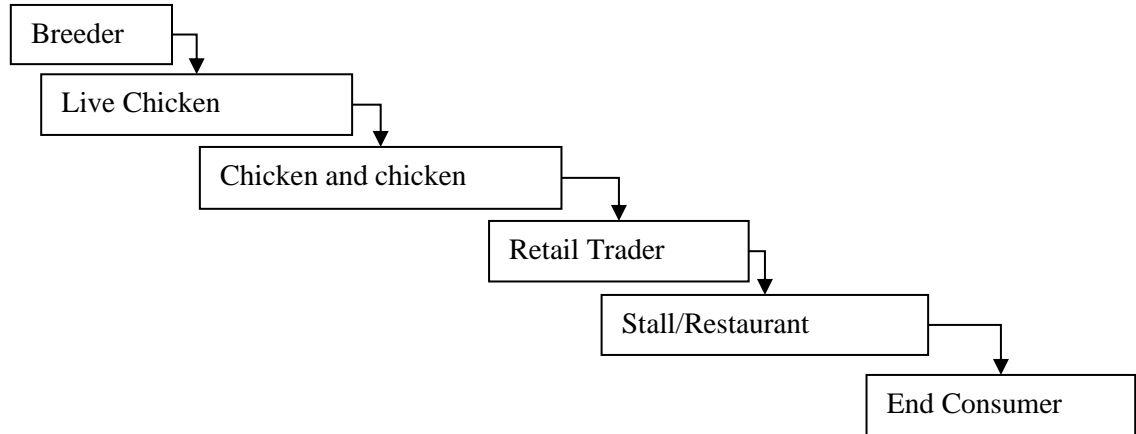 Breeder
Live Chicken
Chicken and chicken
Retail Trader
Stall/Restaurant
End Consumer